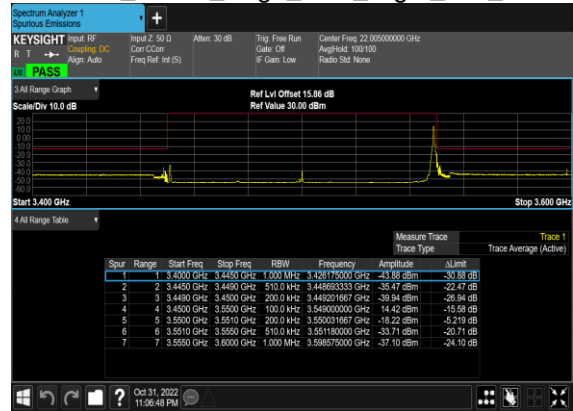 Spectrum Analyzer 1
Spurious Emissions
KEYSIGHT Input: RF Input Z: 50 Ω Atten: 30 dB Trig: Free Run Center Freq: 22.005000000 GHz
R T Coupling: DC Corr CCorr Gate: Off Avg|Hold: 100/100
Align: Auto Freq Ref: Int (S) IF Gain: Low Radio Std: None
PASS
3 All Range Graph
Ref Lvl Offset 15.86 dB
Scale/Div 10.0 dB Ref Value 30.00 dBm
20.0
10.0
0.00
-10.0
-20.0
-30.0
-40.0
-50.0
-60.0
Start 3.400 GHz Stop 3.600 GHz
4 All Range Table
Measure Trace Trace 1
Trace Type Trace Average (Active)
Spur Range Start Freq Stop Freq RBW Frequency Amplitude ΔLimit
1 1 3.4000 GHz 3.4450 GHz 1.000 MHz 3.426175000 GHz -43.88 dBm -30.88 dB
2 2 3.4450 GHz 3.4490 GHz 510.0 kHz 3.448693333 GHz -35.47 dBm -22.47 dB
3 3 3.4490 GHz 3.4500 GHz 200.0 kHz 3.449201667 GHz -39.94 dBm -26.94 dB
4 4 3.4500 GHz 3.5500 GHz 100.0 kHz 3.549000000 GHz 14.42 dBm -15.58 dB
5 5 3.5500 GHz 3.5510 GHz 200.0 kHz 3.550031667 GHz -18.22 dBm -5.219 dB
6 6 3.5510 GHz 3.5550 GHz 510.0 kHz 3.551180000 GHz -33.71 dBm -20.71 dB
7 7 3.5550 GHz 3.6000 GHz 1.000 MHz 3.598575000 GHz -37.10 dBm -24.10 dB
Oct 31, 2022
11:06:48 PM